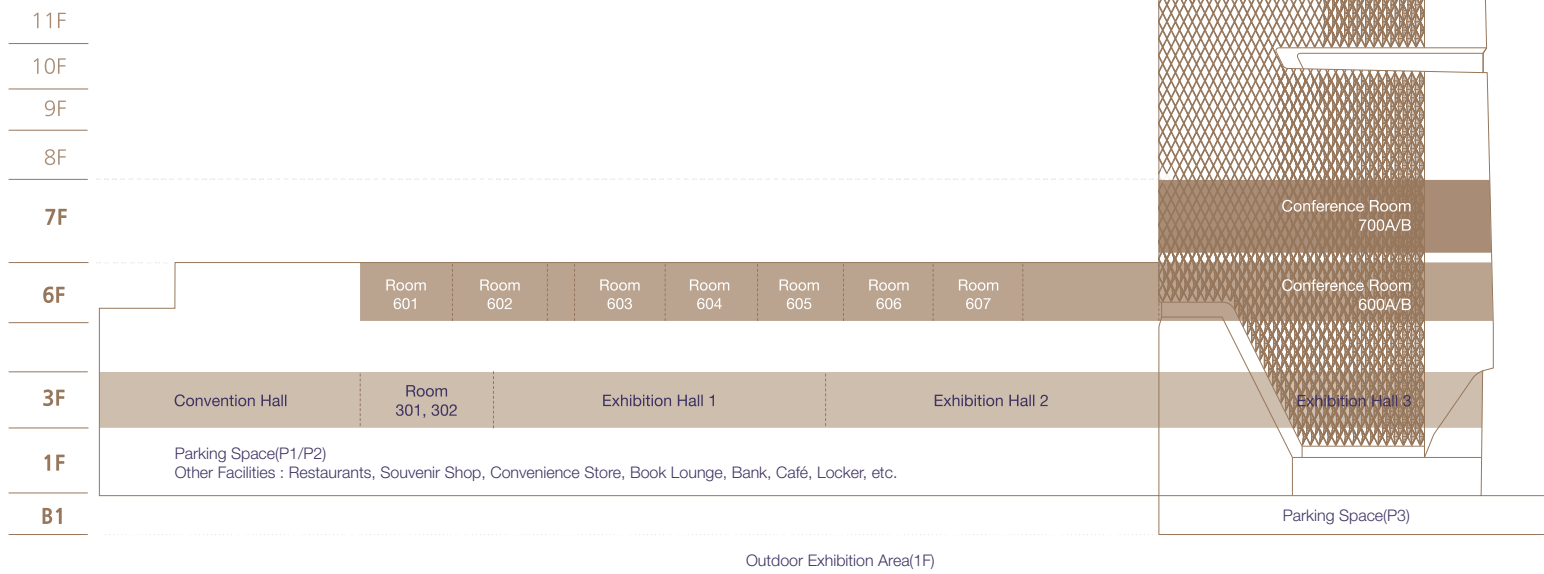 11F
10F
9F
8F
7F
Conference Room
700A/B
6F
Room
601
Room
602
Room
603
Room
604
Room
605
Room
606
Room
607
Conference Room
600A/B
3F
Convention Hall
Room
301, 302
Exhibition Hall 1
Exhibition Hall 2
Exhibition Hall 3
1F
Parking Space(P1/P2)
Other Facilities : Restaurants, Souvenir Shop, Convenience Store, Book Lounge, Bank, Café, Locker, etc.
B1
Parking Space(P3)
Outdoor Exhibition Area(1F)